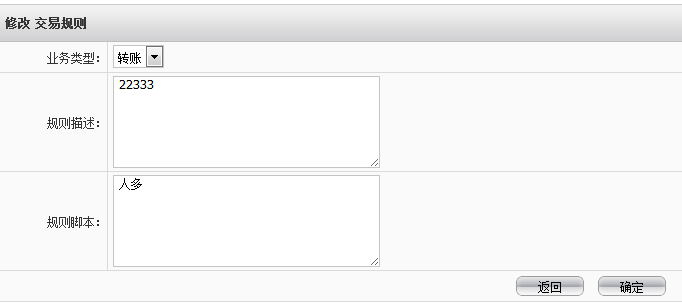 修改 交易规则
业务类型： 转账
规则描述： 22333
规则脚本： 人多
返回 确定